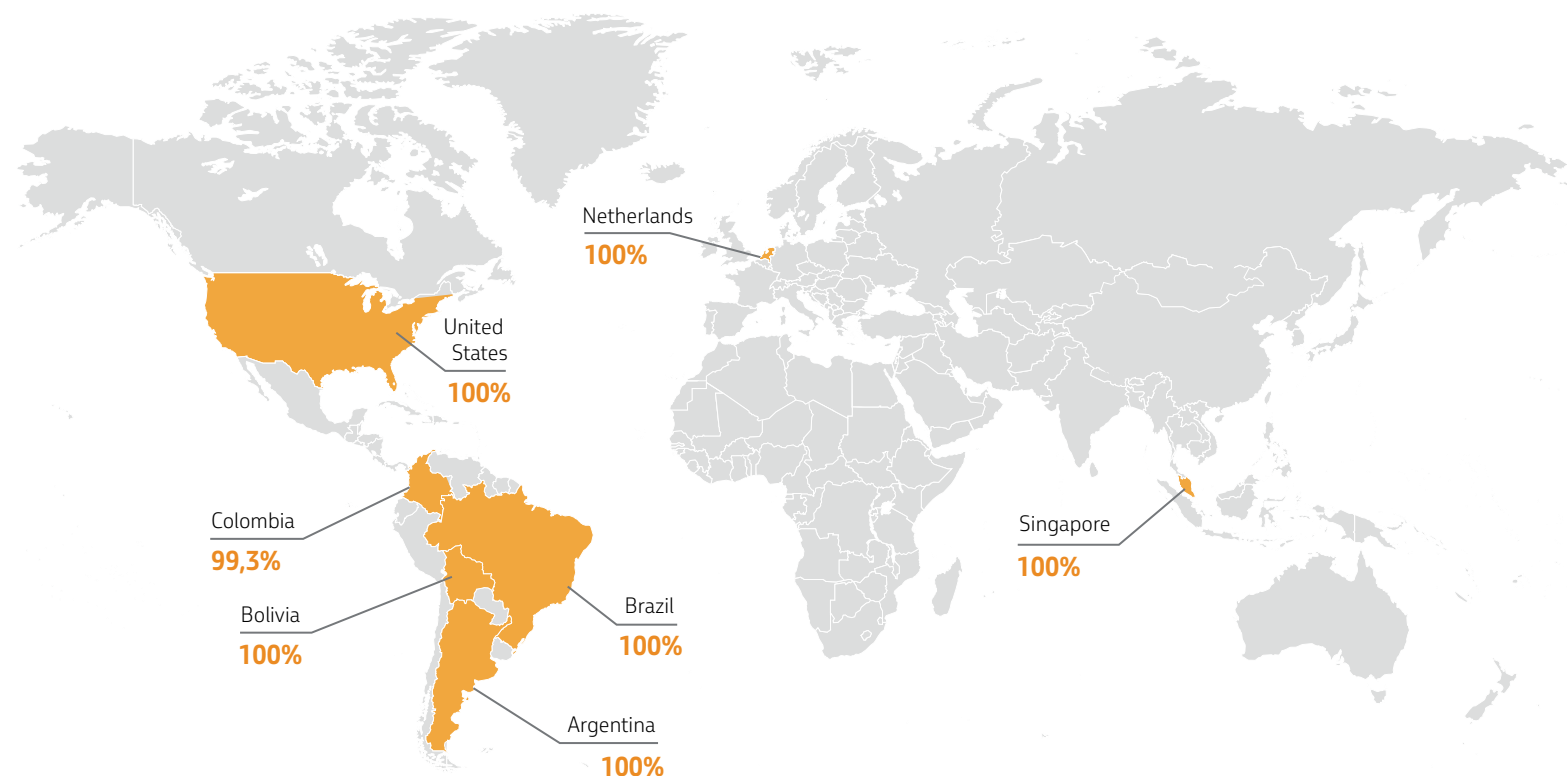 Netherlands
100%
United
States
100%
Colombia
99,3%
Singapore
100%
Bolivia
100%
Brazil
100%
Argentina
100%